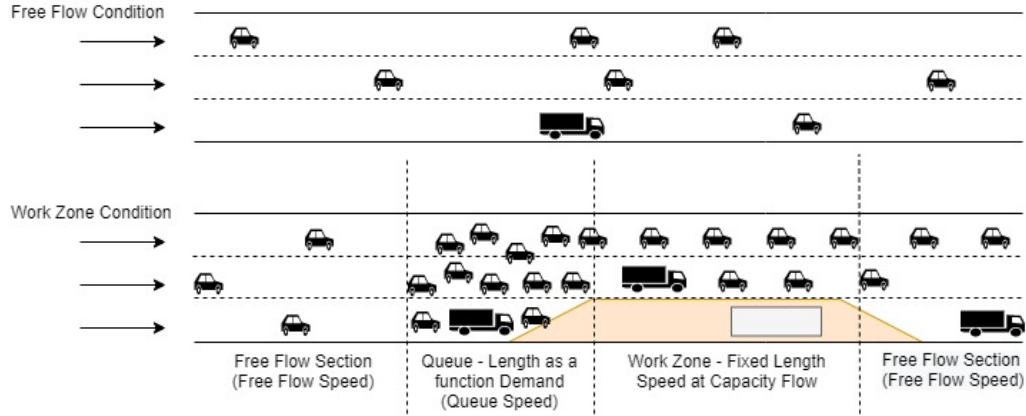 Free Flow Condition
Work Zone Condition
Free Flow Section
(Free Flow Speed)
Queue - Length as a
function Demand
(Queue Speed)
Work Zone - Fixed Length
Speed at Capacity Flow
Free Flow Section
(Free Flow Speed)